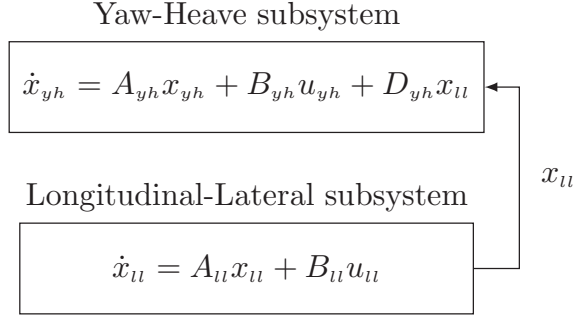 Yaw-Heave subsystem
ẋ_yh = A_yh x_yh + B_yh u_yh + D_yh x_ll
x_ll
Longitudinal-Lateral subsystem
ẋ_ll = A_ll x_ll + B_ll u_ll